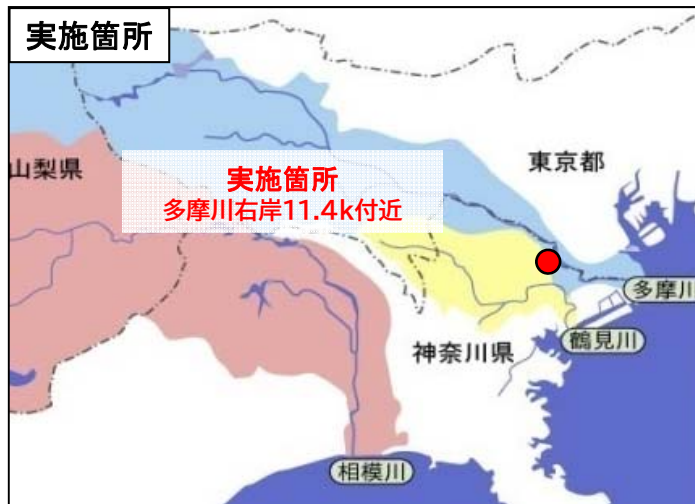 実施箇所
山梨県
実施箇所
多摩川右岸11.4k付近
東京都
多摩川
鶴見川
神奈川県
相模川